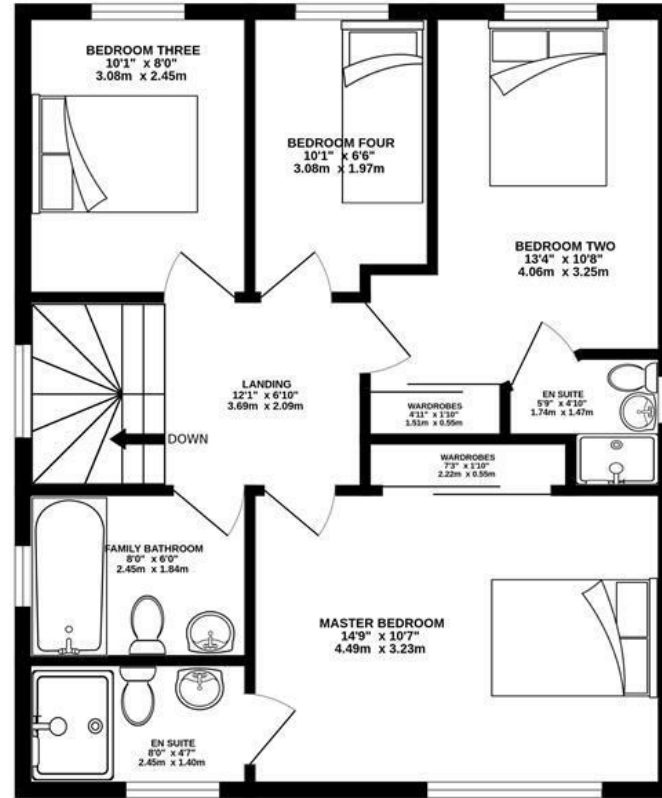 BEDROOM THREE
10'1" x 8'0"
3.08m x 2.45m
BEDROOM FOUR
10'1" x 6'6"
3.08m x 1.97m
BEDROOM TWO
13'4" x 10'8"
4.06m x 3.25m
LANDING
12'1" x 6'10"
3.69m x 2.09m
DOWN
WARDROBES
4'11" x 1'10"
1.51m x 0.55m
EN SUITE
5'9" x 4'10"
1.74m x 1.47m
WARDROBES
7'3" x 1'10"
2.22m x 0.55m
FAMILY BATHROOM
8'0" x 6'0"
2.45m x 1.84m
MASTER BEDROOM
14'9" x 10'7"
4.49m x 3.23m
EN SUITE
8'0" x 4'7"
2.45m x 1.40m